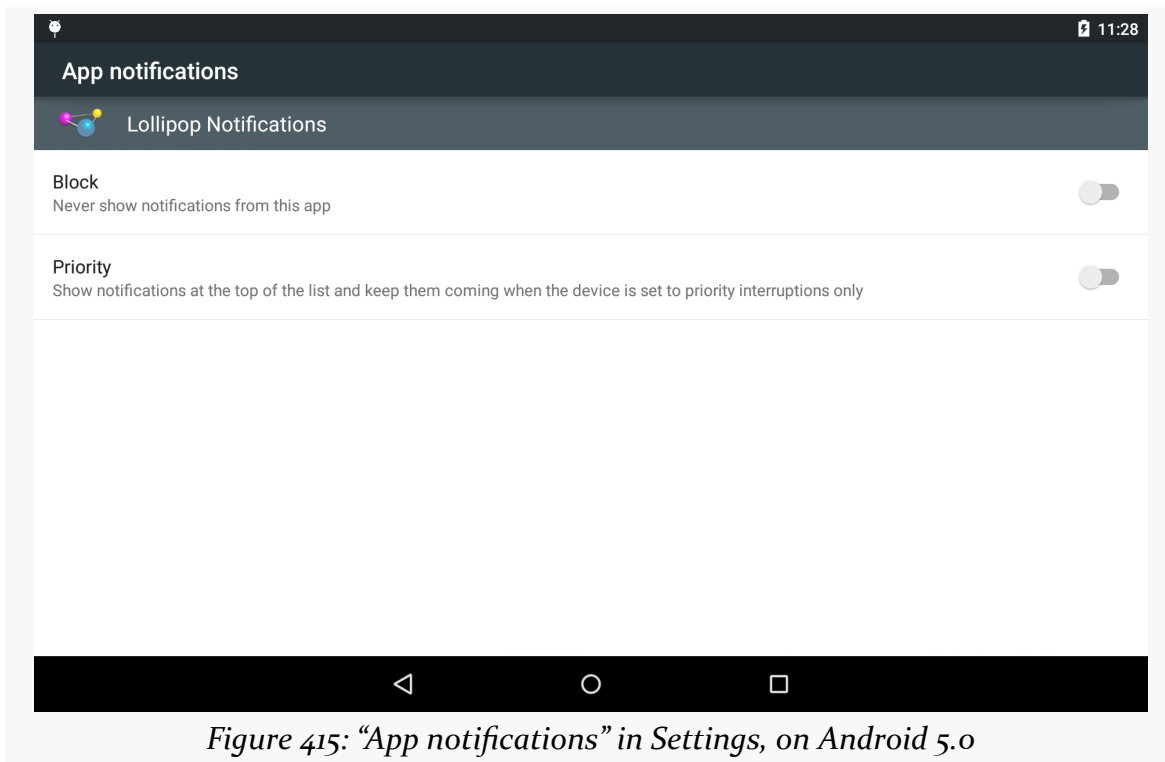 11:28
App notifications
Lollipop Notifications
Block
Never show notifications from this app
Priority
Show notifications at the top of the list and keep them coming when the device is set to priority interruptions only
Figure 415: “App notifications” in Settings, on Android 5.0